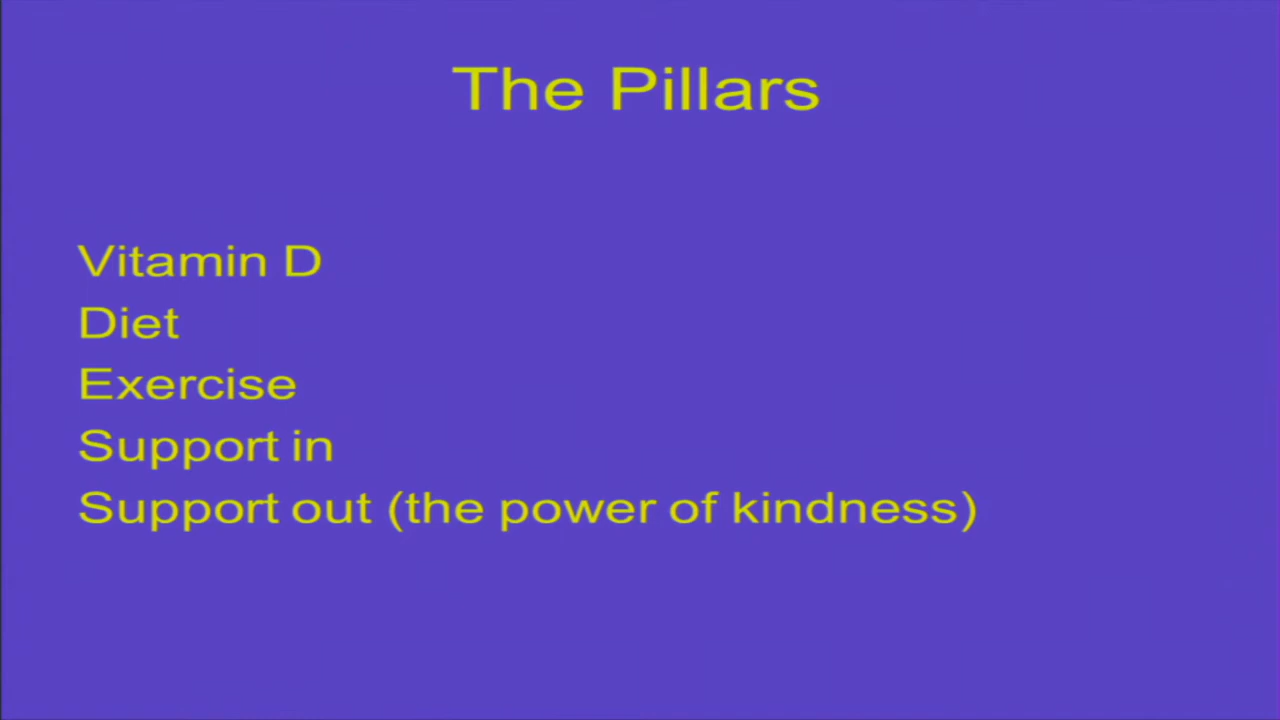 The Pillars
Vitamin D
Diet
Exercise
Support in
Support out (the power of kindness)